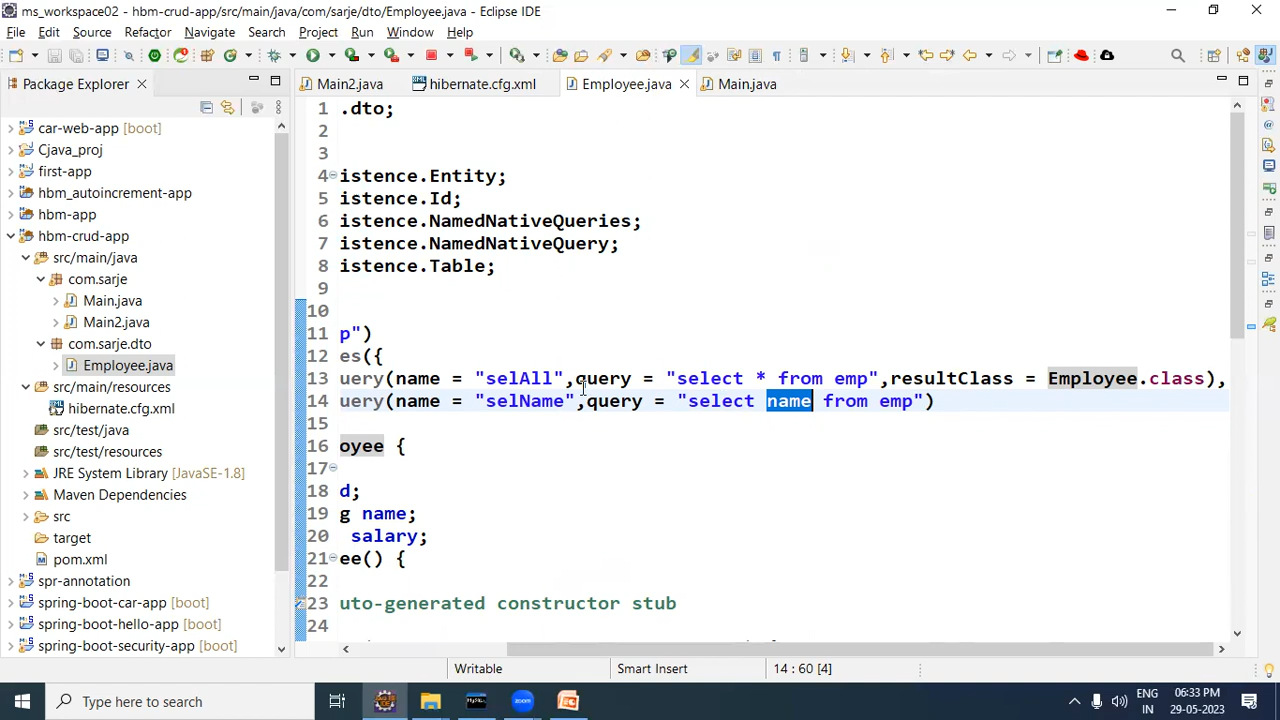 ms_workspace02 - hbm-crud-app/src/main/java/com/sarje/dto/Employee.java - Eclipse IDE
File Edit Source Refactor Navigate Search Project Run Window Help
Package Explorer
Main2.java hibernate.cfg.xml Employee.java Main.java
car-web-app [boot]
Cjava_proj
first-app
hbm_autoincrement-app
hbm-app
hbm-crud-app
src/main/java
com.sarje
Main.java
Main2.java
com.sarje.dto
Employee.java
src/main/resources
hibernate.cfg.xml
src/test/java
src/test/resources
JRE System Library [JavaSE-1.8]
Maven Dependencies
src
target
pom.xml
spr-annotation
spring-boot-car-app [boot]
spring-boot-hello-app [boot]
spring-boot-security-app [boot]
1 .dto;
2
3
4 istence.Entity;
5 istence.Id;
6 istence.NamedNativeQueries;
7 istence.NamedNativeQuery;
8 istence.Table;
9
10
11 p")
12 es({
13 uery(name = "selAll",query = "select * from emp",resultClass = Employee.class),
14 uery(name = "selName",query = "select name from emp")
15
16 oyee {
17
18 d;
19 g name;
20 salary;
21 ee() {
22
23 uto-generated constructor stub
24
Writable Smart Insert 14 : 60 [4]
Type here to search
zoom
ENG
IN
06:33 PM
29-05-2023